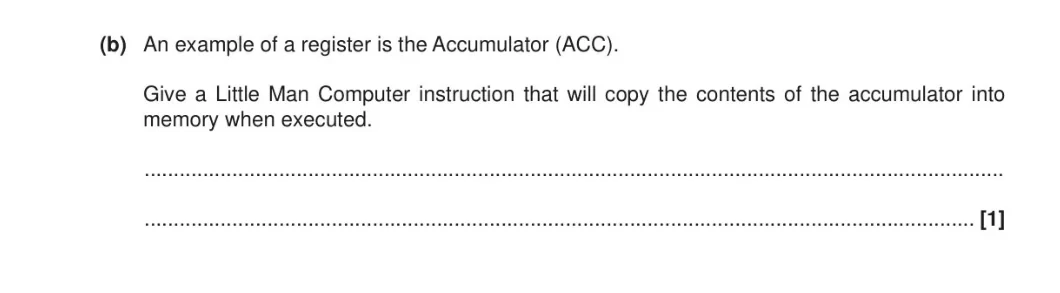 (b) An example of a register is the Accumulator (ACC).
Give a Little Man Computer instruction that will copy the contents of the accumulator into
memory when executed.
...................................................................................................................................................
.............................................................................................................................................. [1]